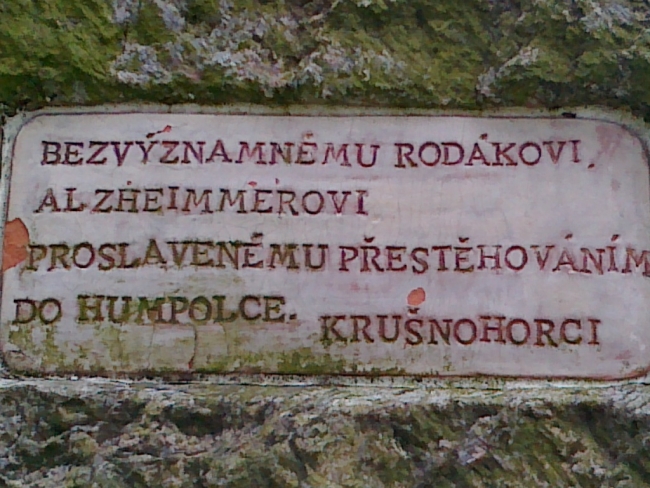 BEZVÝZNAMNÉMU RODÁKOVI,
ALZHEIMMEROVI
PROSLAVENÉMU PŘESTĚHOVÁNÍM
DO HUMPOLCE.
KRUŠNOHORCI